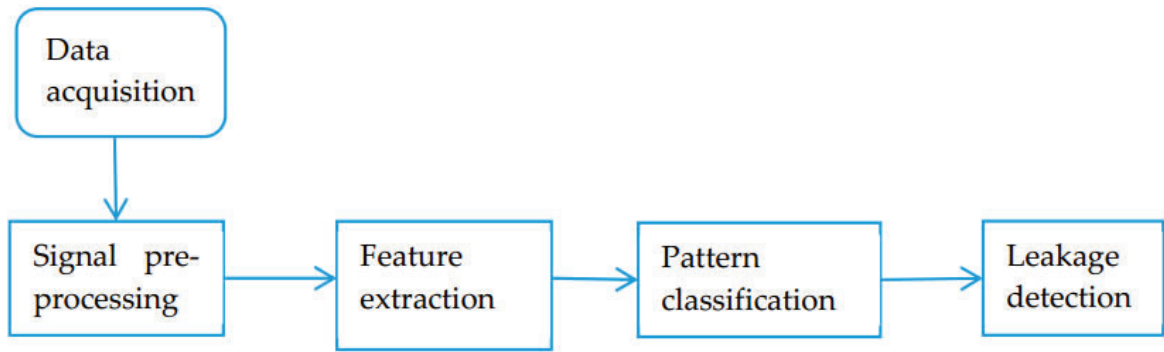 Data
acquisition
Signal pre-
processing
Feature
extraction
Pattern
classification
Leakage
detection